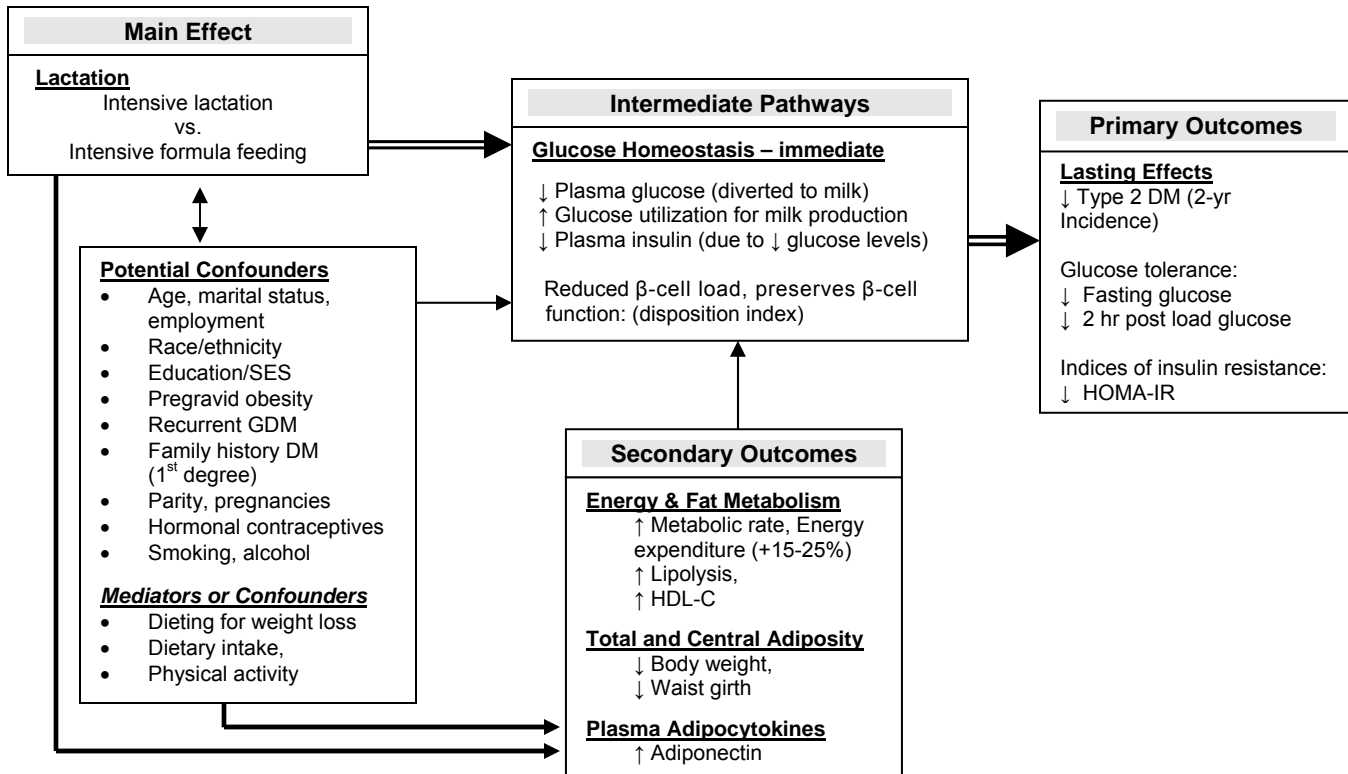 Main Effect
Lactation
Intensive lactation
vs.
Intensive formula feeding
Potential Confounders
• Age, marital status,
employment
• Race/ethnicity
• Education/SES
• Pregravid obesity
• Recurrent GDM
• Family history DM
(1st degree)
• Parity, pregnancies
• Hormonal contraceptives
• Smoking, alcohol
Mediators or Confounders
• Dieting for weight loss
• Dietary intake,
• Physical activity
Intermediate Pathways
Glucose Homeostasis – immediate
↓ Plasma glucose (diverted to milk)
↑ Glucose utilization for milk production
↓ Plasma insulin (due to ↓ glucose levels)
Reduced β-cell load, preserves β-cell
function: (disposition index)
Secondary Outcomes
Energy & Fat Metabolism
↑ Metabolic rate, Energy
expenditure (+15-25%)
↑ Lipolysis,
↑ HDL-C
Total and Central Adiposity
↓ Body weight,
↓ Waist girth
Plasma Adipocytokines
↑ Adiponectin
Primary Outcomes
Lasting Effects
↓ Type 2 DM (2-yr
Incidence)
Glucose tolerance:
↓ Fasting glucose
↓ 2 hr post load glucose
Indices of insulin resistance:
↓ HOMA-IR